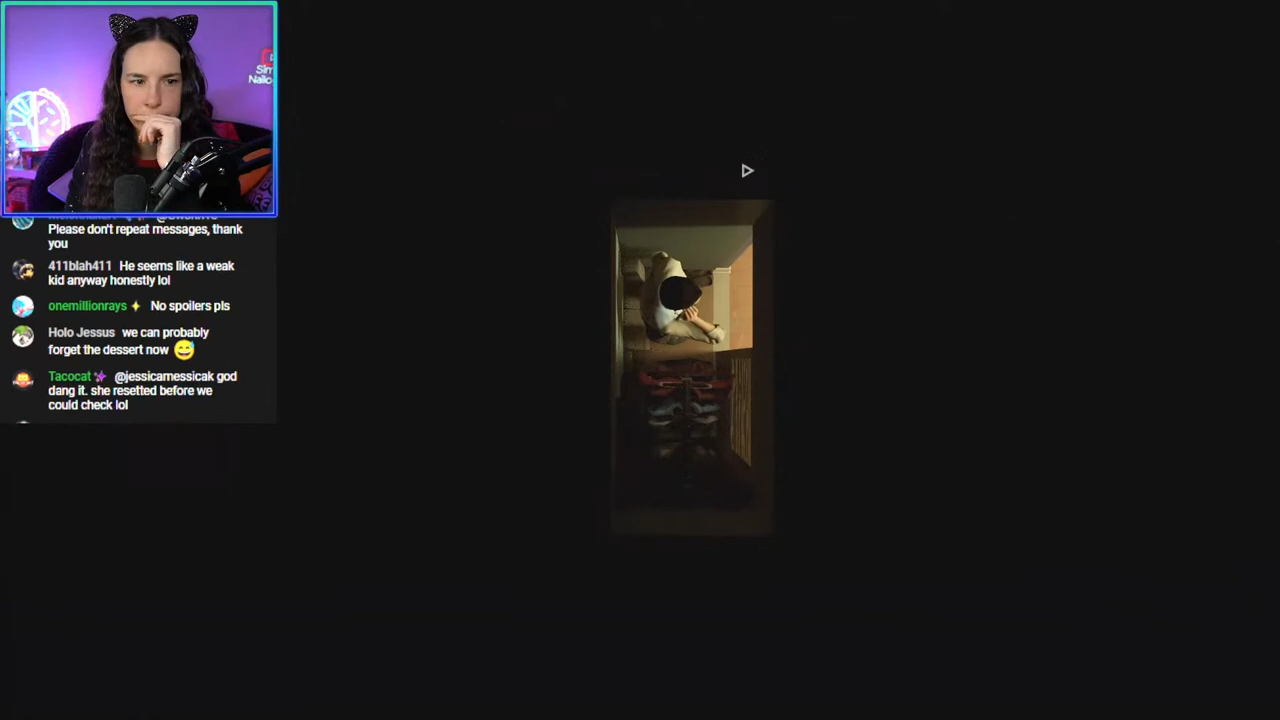 Sim
Nailo
Please don't repeat messages, thank
you
411blah411 He seems like a weak
kid anyway honestly lol
onemillionrays No spoilers pls
Holo Jessus we can probably
forget the dessert now 😅
Tacocat @jessicamessicak god
dang it. she resetted before we
could check lol